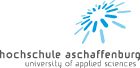 hochschule aschaffenburg
university of applied sciences